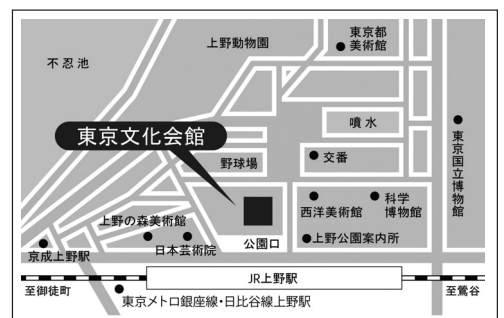 東京都
美術館
上野動物園
不忍池
噴水
東京文化会館
野球場
交番
東京国立博物館
西洋美術館
科学
博物館
上野の森美術館
日本芸術院
公園口
上野公園案内所
京成上野駅
JR上野駅
至御徒町
至鶯谷
東京メトロ銀座線・日比谷線上野駅